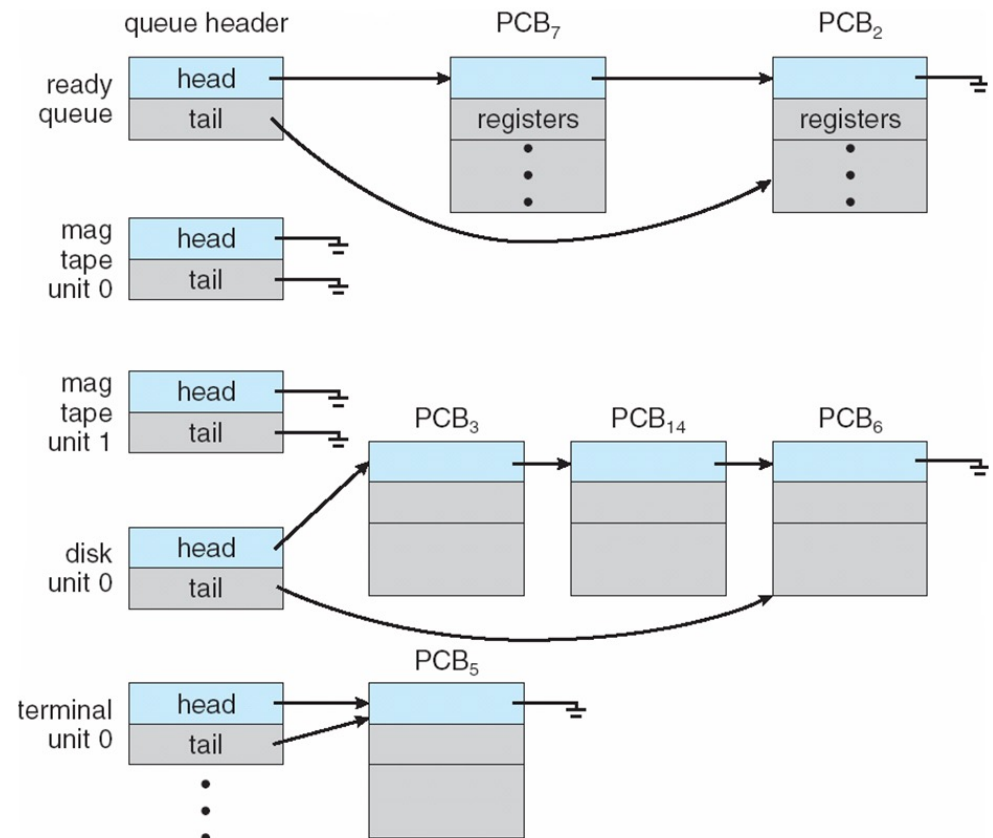 queue header
PCB₇
PCB₂
ready
queue
head
tail
registers
registers
mag
tape
unit 0
head
tail
mag
tape
unit 1
head
tail
PCB₃
PCB₁₄
PCB₆
disk
unit 0
head
tail
PCB₅
terminal
unit 0
head
tail